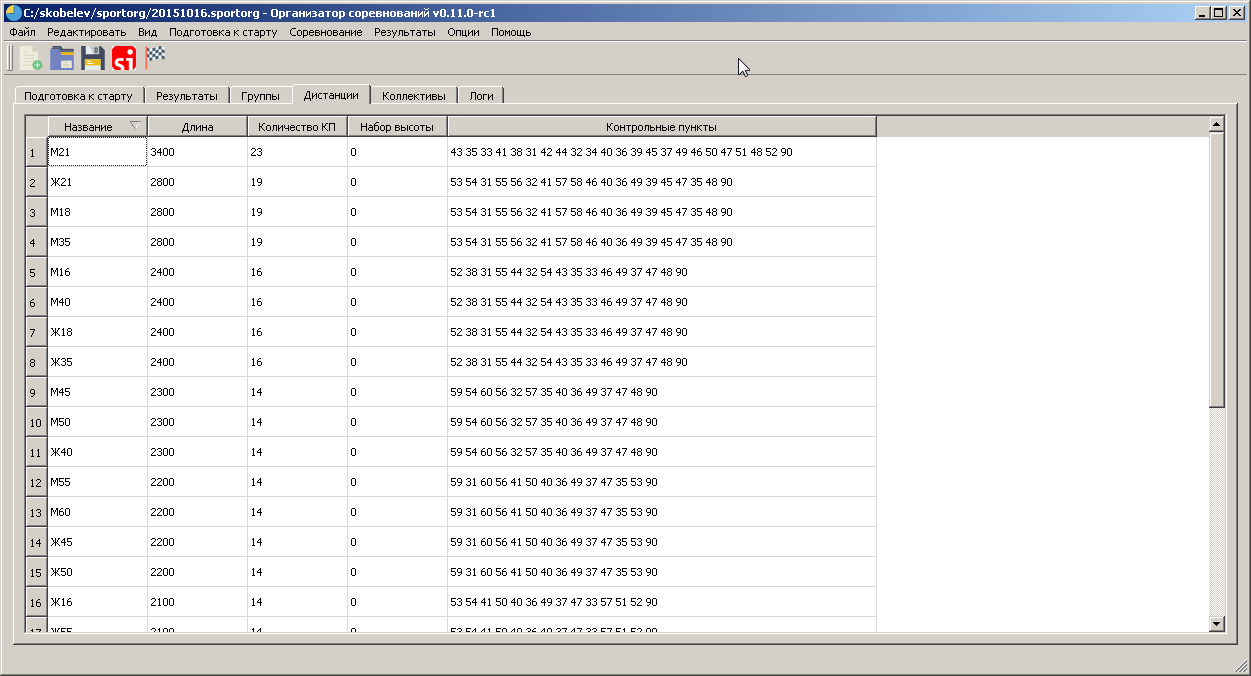 C:/skobelev/sportorg/20151016.sportorg - Организатор соревнований v0.11.0-rc1
Файл Редактировать Вид Подготовка к старту Соревнование Результаты Опции Помощь
si
Подготовка к старту Результаты Группы Дистанции Коллективы Логи
Название Длина Количество КП Набор высоты Контрольные пункты
1 М21 3400 23 0 43 35 33 41 38 31 42 44 32 34 40 36 39 45 37 49 46 50 47 51 48 52 90
2 Ж21 2800 19 0 53 54 31 55 56 32 41 57 58 46 40 36 49 39 45 47 35 48 90
3 М18 2800 19 0 53 54 31 55 56 32 41 57 58 46 40 36 49 39 45 47 35 48 90
4 М35 2800 19 0 53 54 31 55 56 32 41 57 58 46 40 36 49 39 45 47 35 48 90
5 М16 2400 16 0 52 38 31 55 44 32 54 43 35 33 46 49 37 47 48 90
6 М40 2400 16 0 52 38 31 55 44 32 54 43 35 33 46 49 37 47 48 90
7 Ж18 2400 16 0 52 38 31 55 44 32 54 43 35 33 46 49 37 47 48 90
8 Ж35 2400 16 0 52 38 31 55 44 32 54 43 35 33 46 49 37 47 48 90
9 М45 2300 14 0 59 54 60 56 32 57 35 40 36 49 37 47 48 90
10 М50 2300 14 0 59 54 60 56 32 57 35 40 36 49 37 47 48 90
11 Ж40 2300 14 0 59 54 60 56 32 57 35 40 36 49 37 47 48 90
12 М55 2200 14 0 59 31 60 56 41 50 40 36 49 37 47 35 53 90
13 М60 2200 14 0 59 31 60 56 41 50 40 36 49 37 47 35 53 90
14 Ж45 2200 14 0 59 31 60 56 41 50 40 36 49 37 47 35 53 90
15 Ж50 2200 14 0 59 31 60 56 41 50 40 36 49 37 47 35 53 90
16 Ж16 2100 14 0 53 54 41 50 40 36 49 37 47 33 57 51 52 90
17 Ж55 2100 14 0 53 54 41 50 40 36 49 37 47 33 57 51 52 90